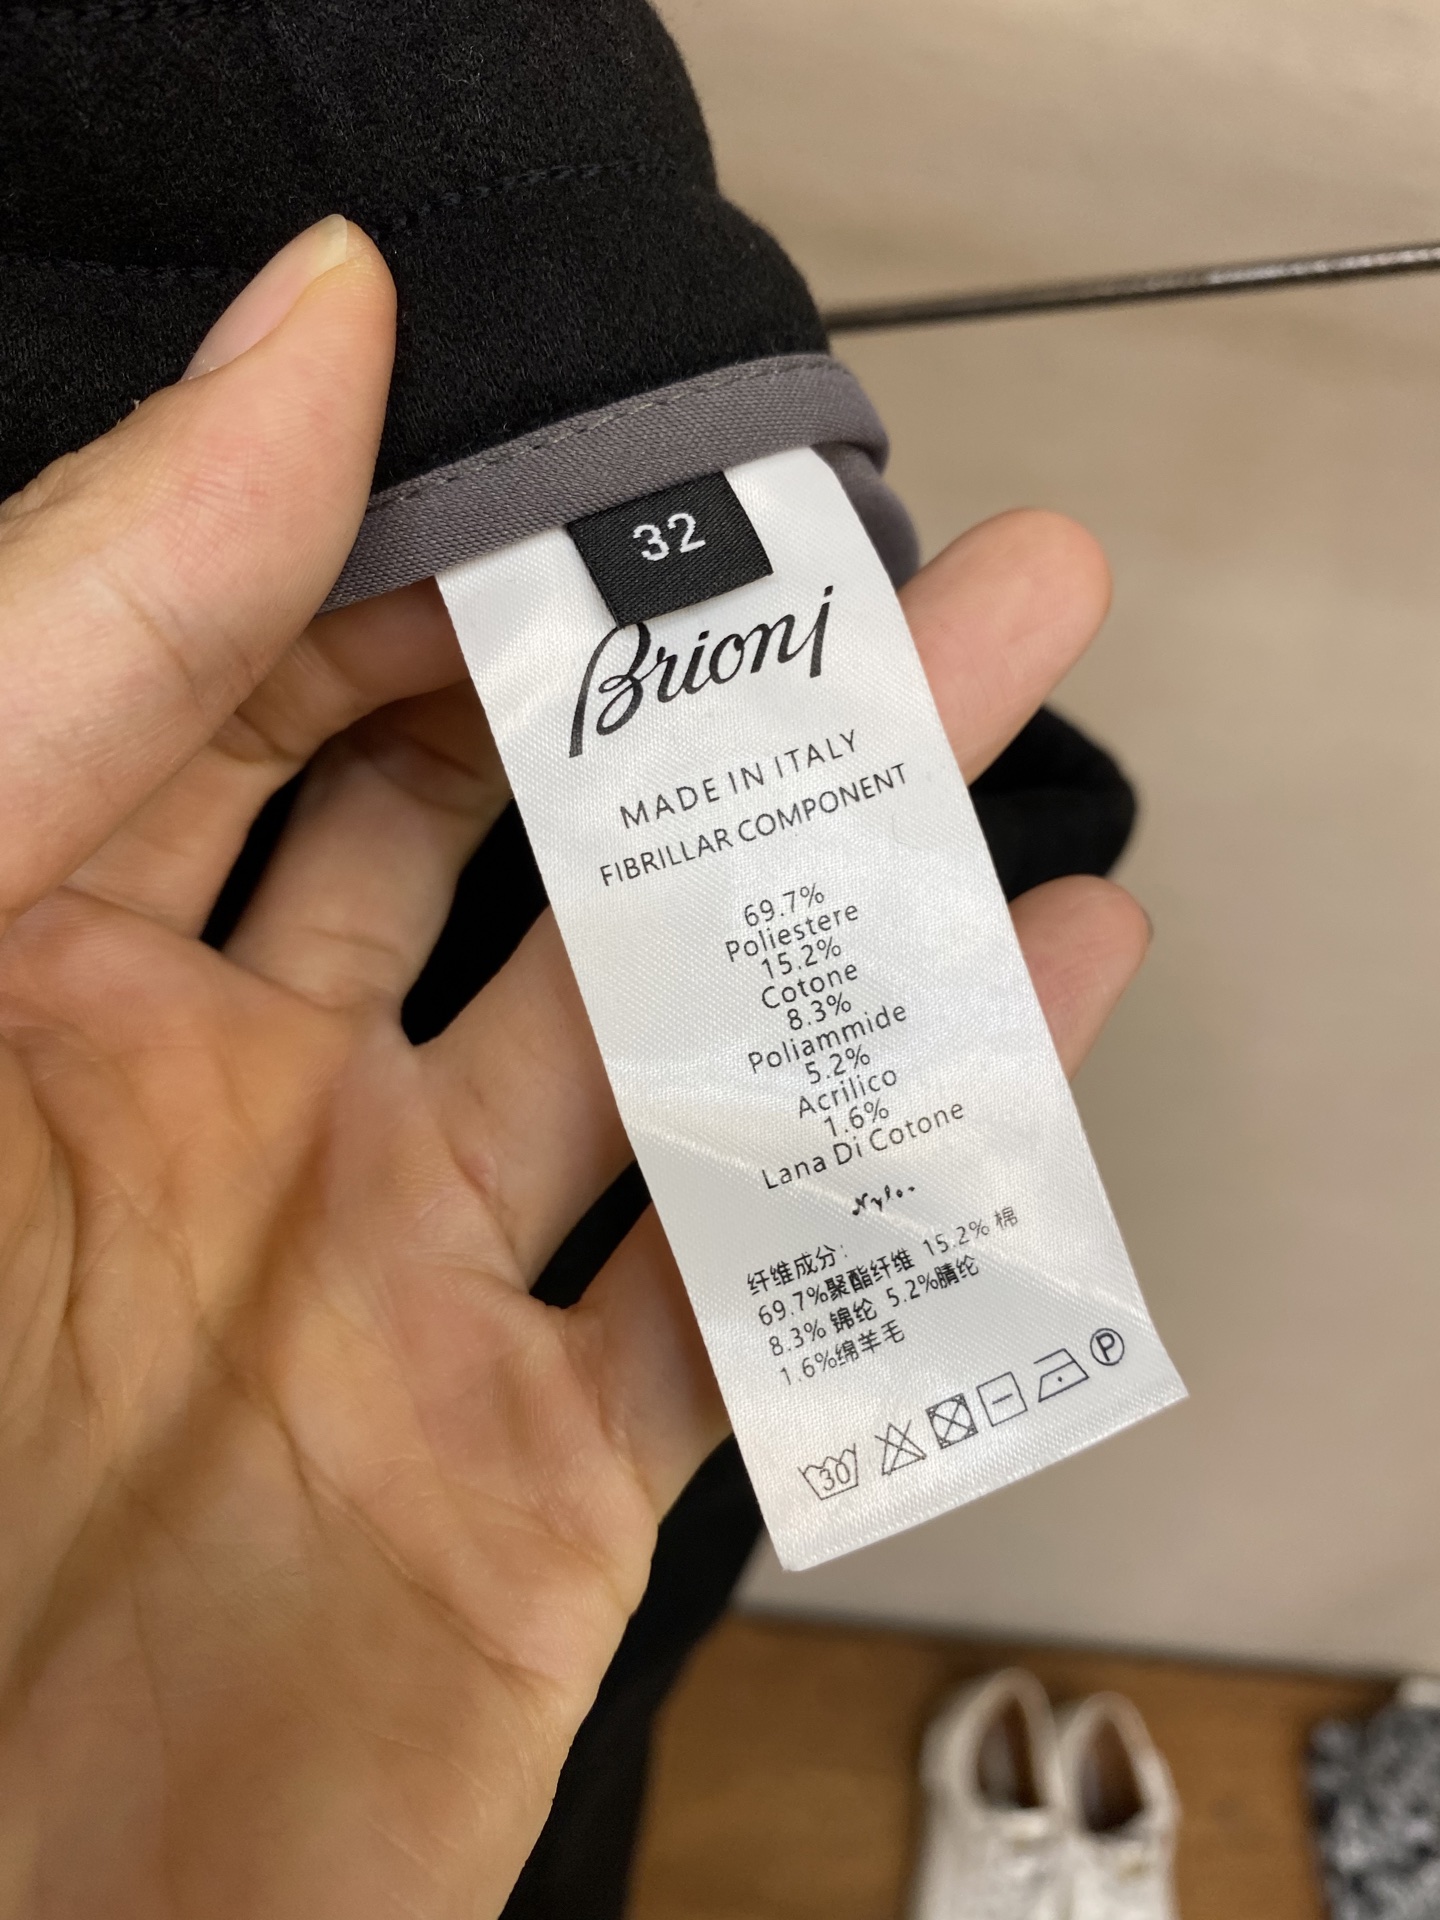 32
Brioni
MADE IN ITALY
FIBRILLAR COMPONENT
69.7%
Poliestere
15.2%
Cotone
8.3%
Poliammide
5.2%
Acrilico
1.6%
Lana Di Cotone
纤维成分:
69.7%聚酯纤维 15.2% 棉
8.3% 锦纶 5.2%腈纶
1.6%绵羊毛
30 P